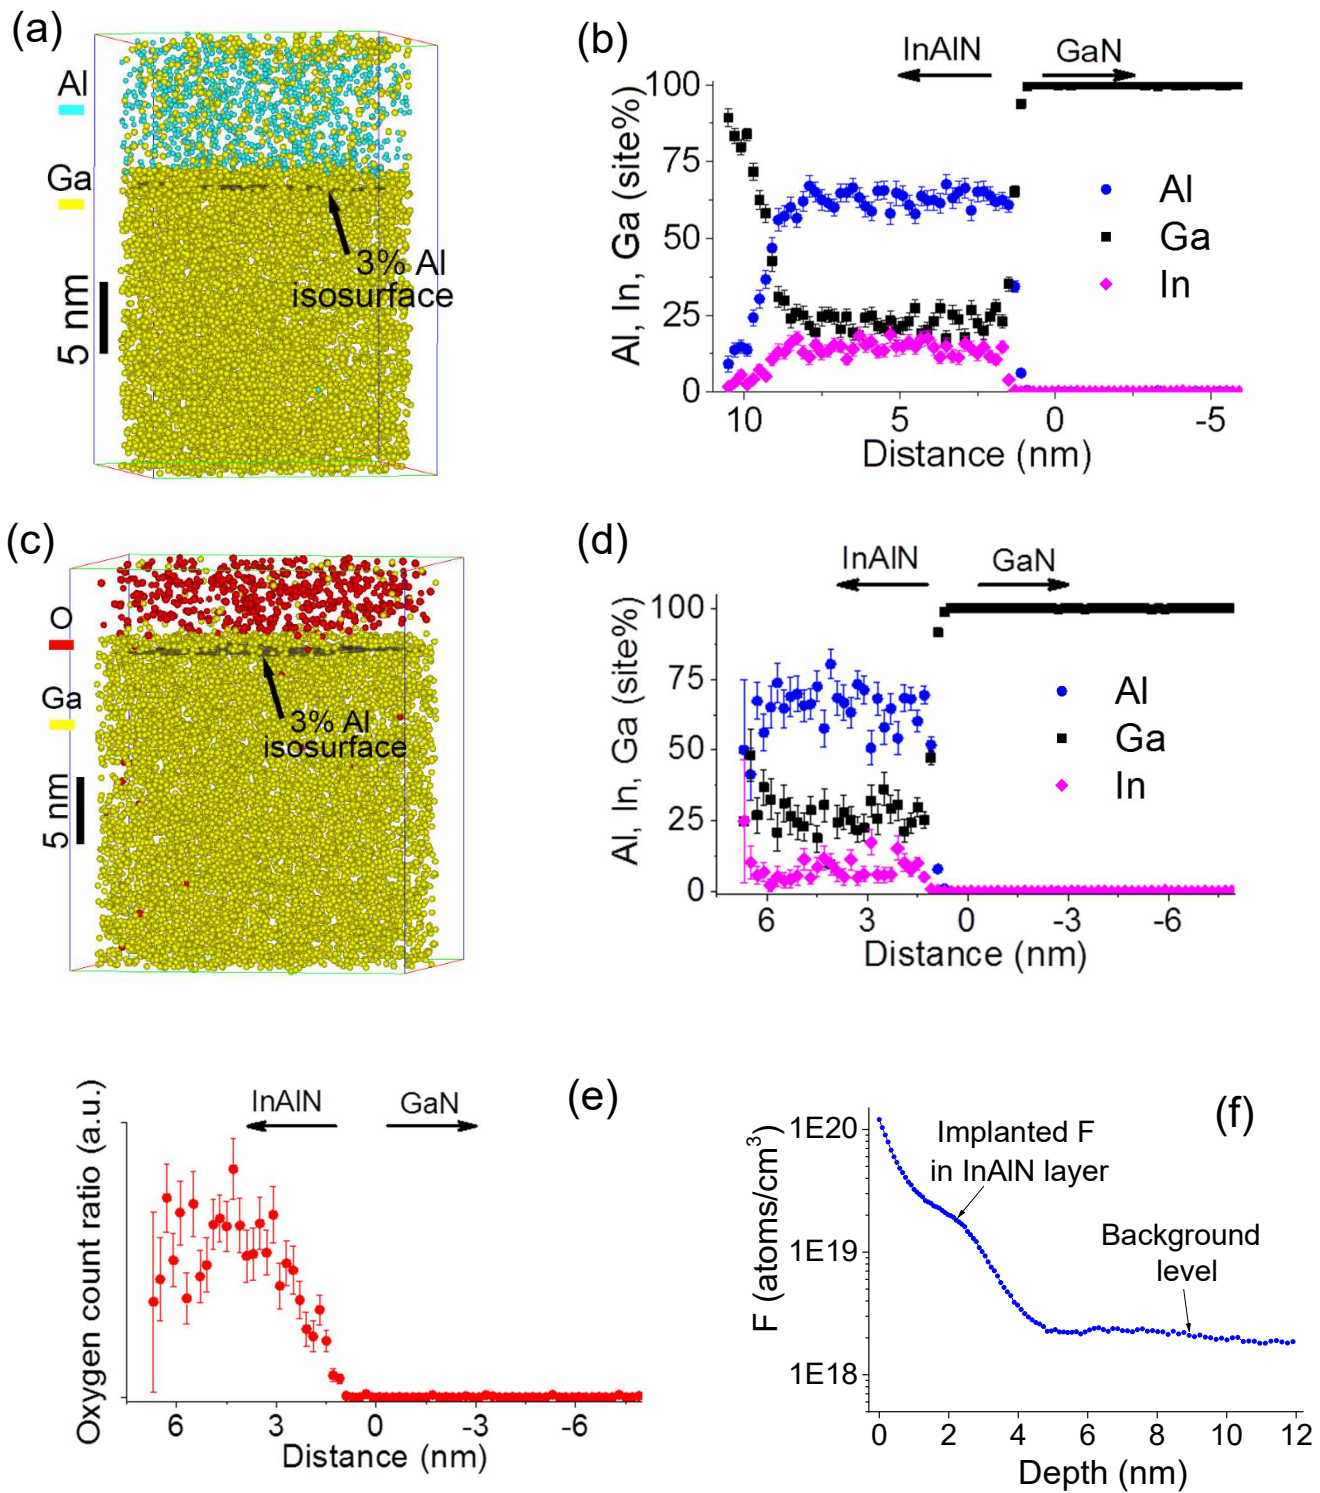 (a)
Al
Ga
5 nm
3% Al
isosurface
(b)
InAlN
GaN
Al, In, Ga (site%)
100
75
50
25
0
Al
Ga
In
10
5
0
-5
Distance (nm)
(c)
O
Ga
5 nm
3% Al
isosurface
(d)
InAlN
GaN
Al, In, Ga (site%)
100
75
50
25
0
Al
Ga
In
6
3
0
-3
-6
Distance (nm)
(e)
InAlN
GaN
Oxygen count ratio (a.u.)
6
3
0
-3
-6
Distance (nm)
(f)
F (atoms/cm³)
1E20
1E19
1E18
Implanted F
in InAlN layer
Background
level
0
2
4
6
8
10
12
Depth (nm)